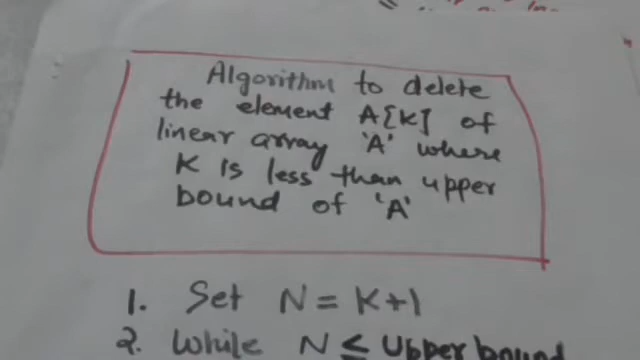 Algorithm to delete
the element A[K] of
linear array 'A' where
K is less than upper
bound of 'A'
1. Set N = K+1
2. While N ≤ Upper bound